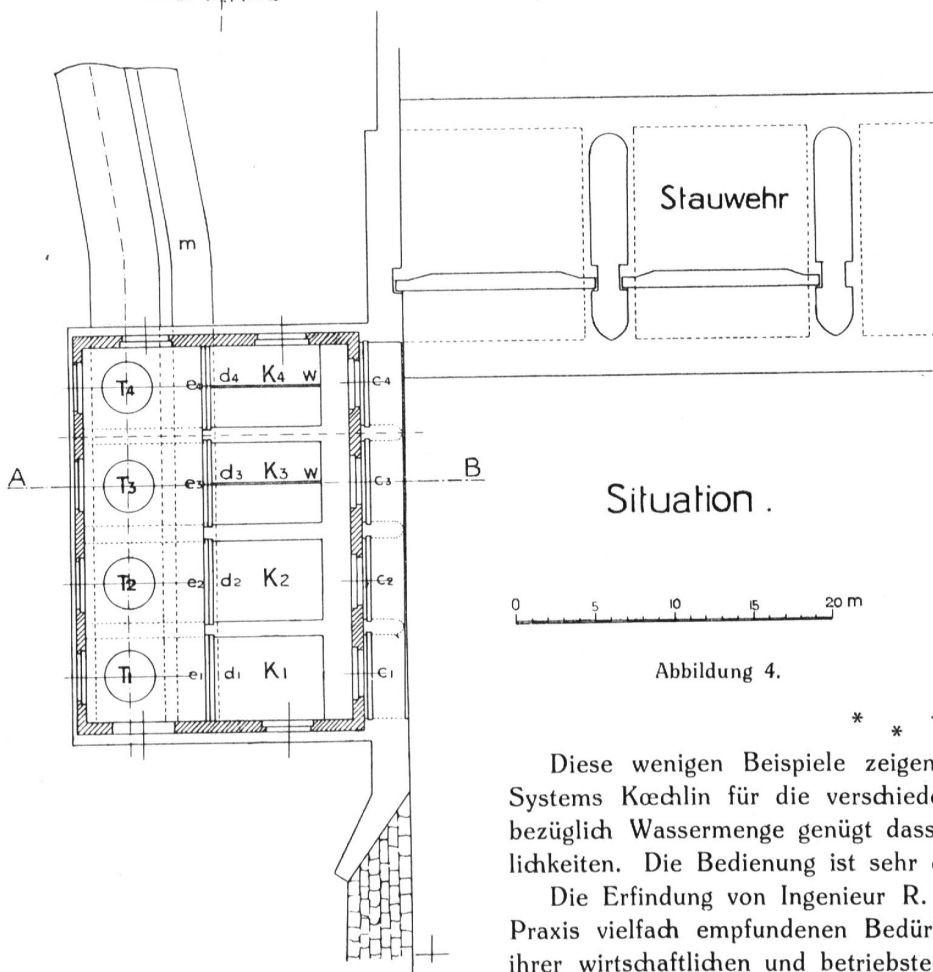 Stauwehr
m
T4 e4 d4 K4 w c4
A T3 e3 d3 K3 w c3 B
T2 e2 d2 K2 c2
T1 e1 d1 K1 c1
Situation .
0 5 10 15 20 m
Abbildung 4.
* *
Diese wenigen Beispiele zeigen
Systems Kœchlin für die verschiede
bezüglich Wassermenge genügt dass
lichkeiten. Die Bedienung ist sehr
Die Erfindung von Ingenieur R.
Praxis vielfach empfundenen Bedür
ihrer wirtschaftlichen und betriebste